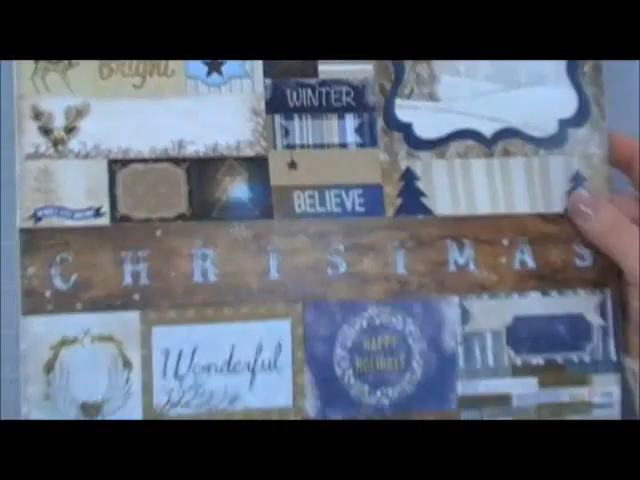 Bright
WINTER
BELIEVE
CHRISTMAS
Wonderful
HAPPY
HOLIDAYS